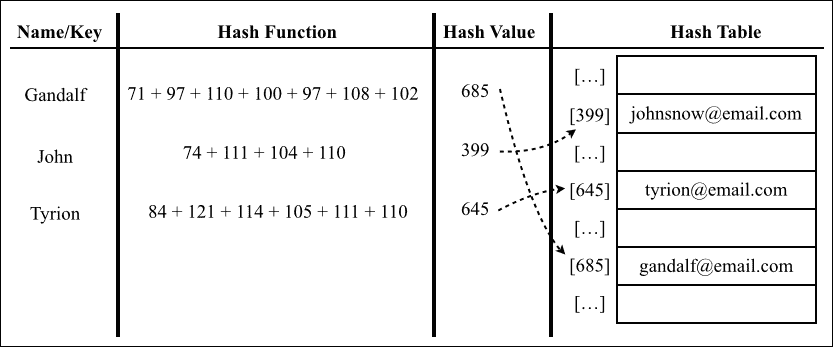 Name/Key Hash Function Hash Value Hash Table
[...]
Gandalf 71 + 97 + 110 + 100 + 97 + 108 + 102 685
[399] johnsnow@email.com
John 74 + 111 + 104 + 110 399 [...]
[645] tyrion@email.com
Tyrion 84 + 121 + 114 + 105 + 111 + 110 645
[...]
[685] gandalf@email.com
[...]